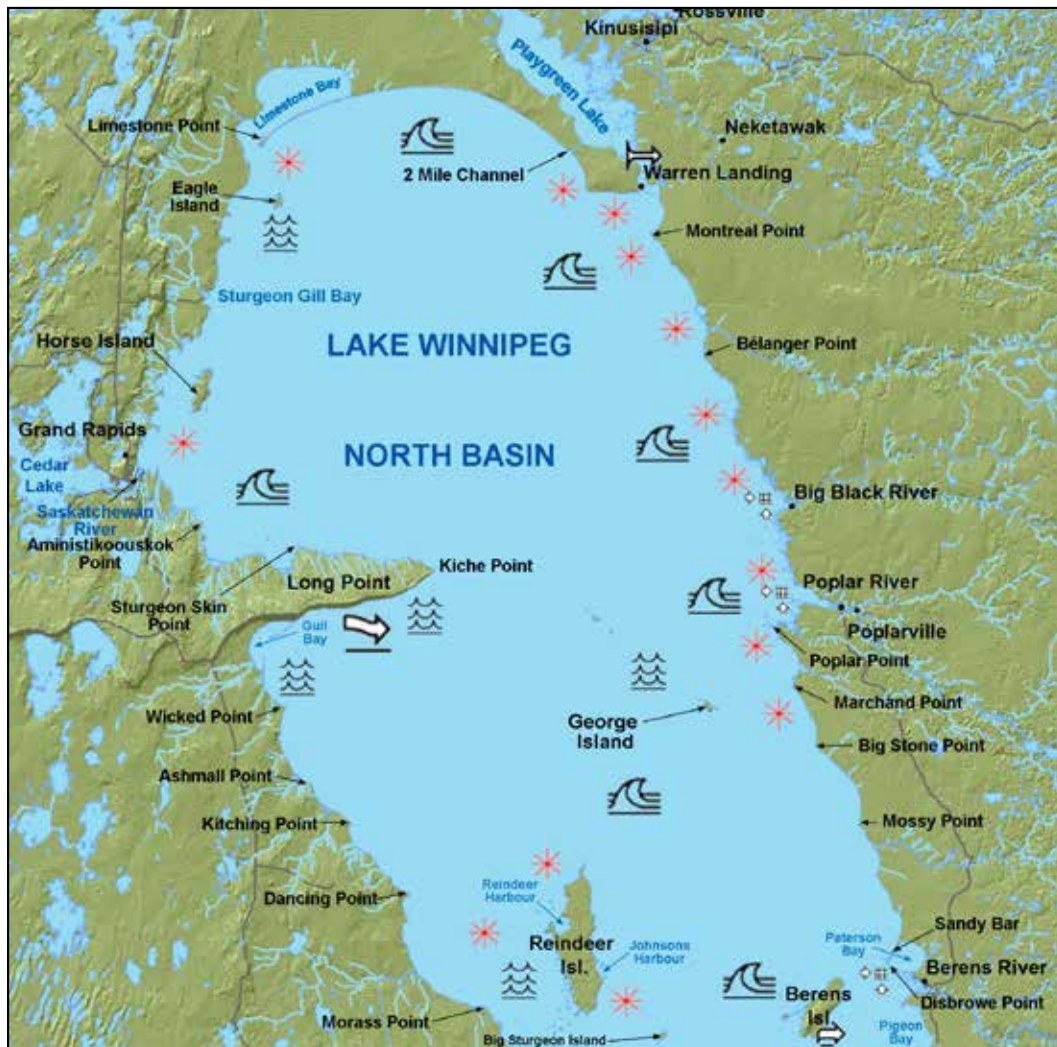 Rossville
Kinusisipi
Playgreen Lake
Limestone Bay
Limestone Point
Neketawak
2 Mile Channel
Warren Landing
Eagle
Island
Montreal Point
Sturgeon Gill Bay
Horse Island
LAKE WINNIPEG
Bélanger Point
Grand Rapids
NORTH BASIN
Cedar
Lake
Saskatchewan
River
Big Black River
Aministikoouskok
Point
Kiche Point
Long Point
Sturgeon Skin
Point
Poplar River
Gull
Bay
Poplarville
Poplar Point
Wicked Point
Marchand Point
George
Island
Big Stone Point
Ashmall Point
Kitching Point
Mossy Point
Reindeer
Harbour
Dancing Point
Sandy Bar
Paterson
Bay
Reindeer
Isl.
Johnsons
Harbour
Berens River
Berens
Isl.
Disbrowe Point
Morass Point
Pigeon
Bay
Big Sturgeon Island